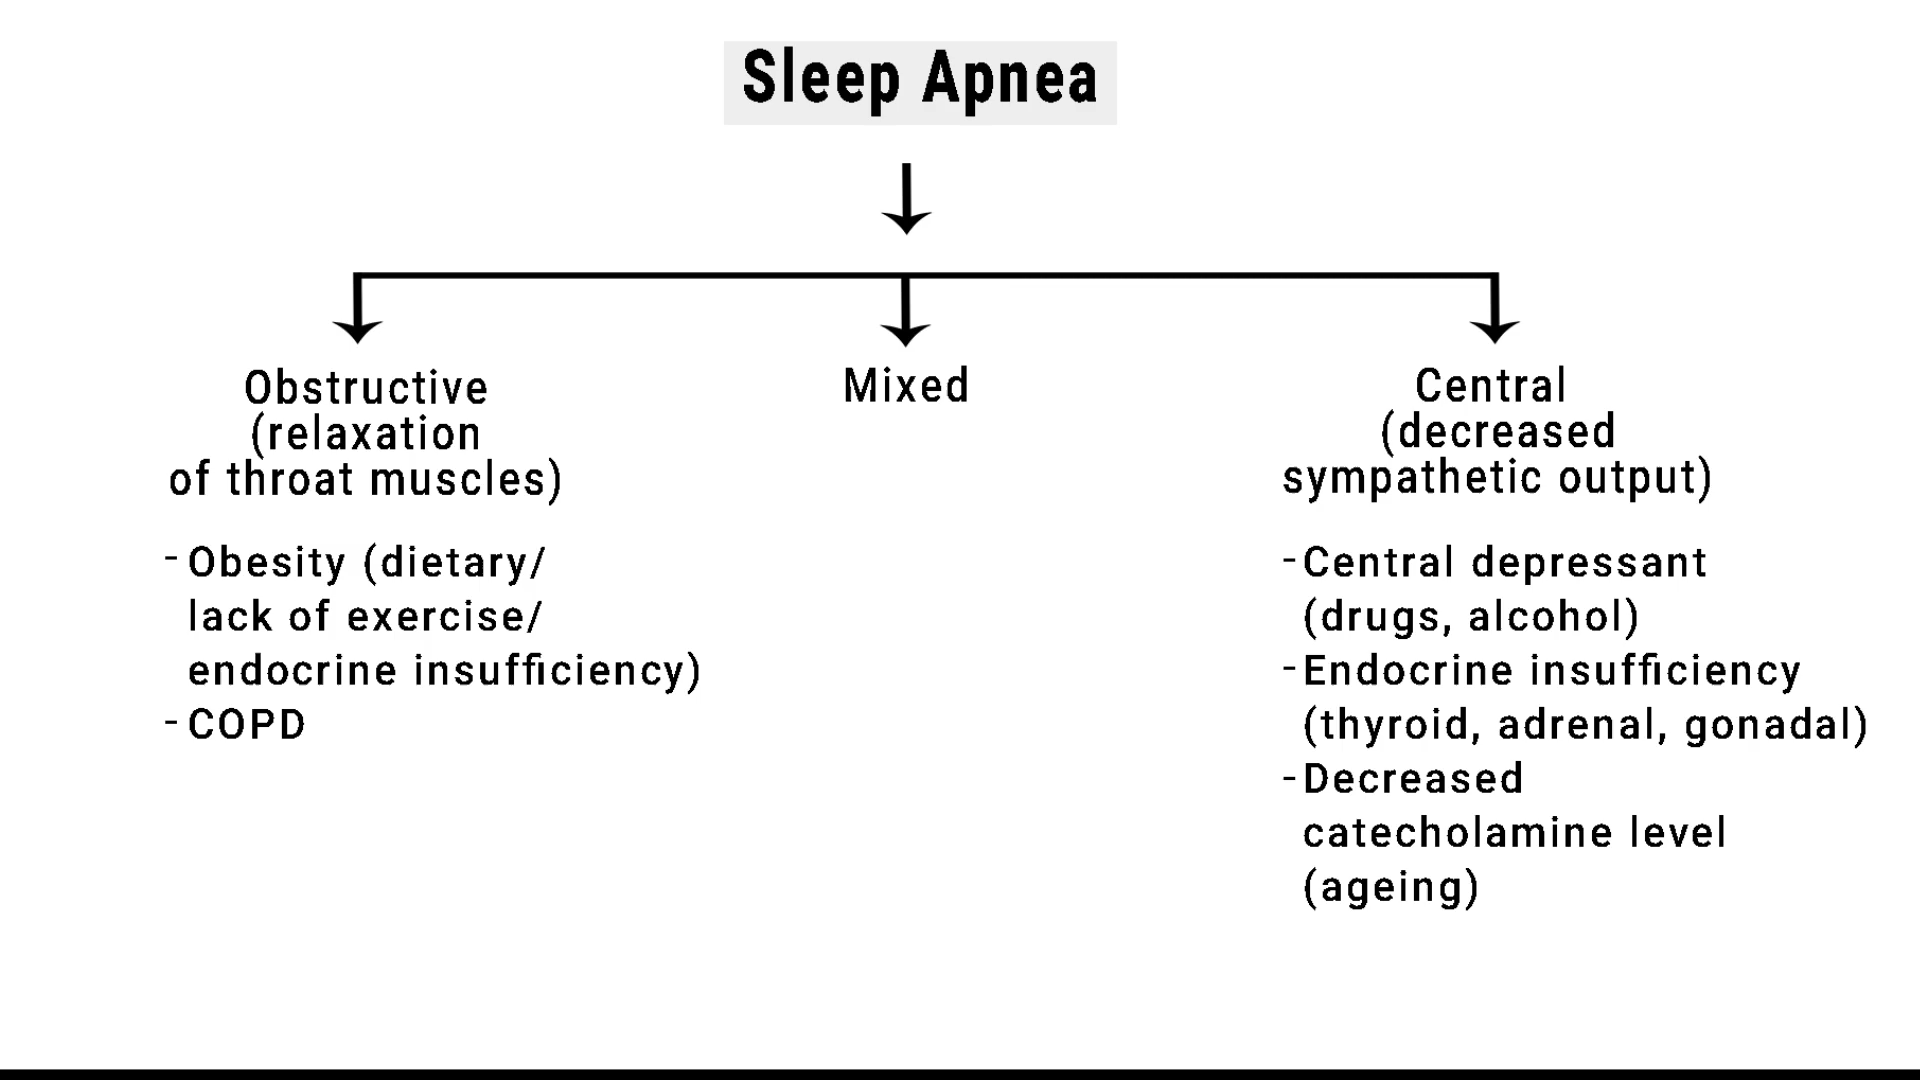 Sleep Apnea
Obstructive
(relaxation
of throat muscles)
- Obesity (dietary/
lack of exercise/
endocrine insufficiency)
- COPD
Mixed
Central
(decreased
sympathetic output)
- Central depressant
(drugs, alcohol)
- Endocrine insufficiency
(thyroid, adrenal, gonadal)
- Decreased
catecholamine level
(ageing)